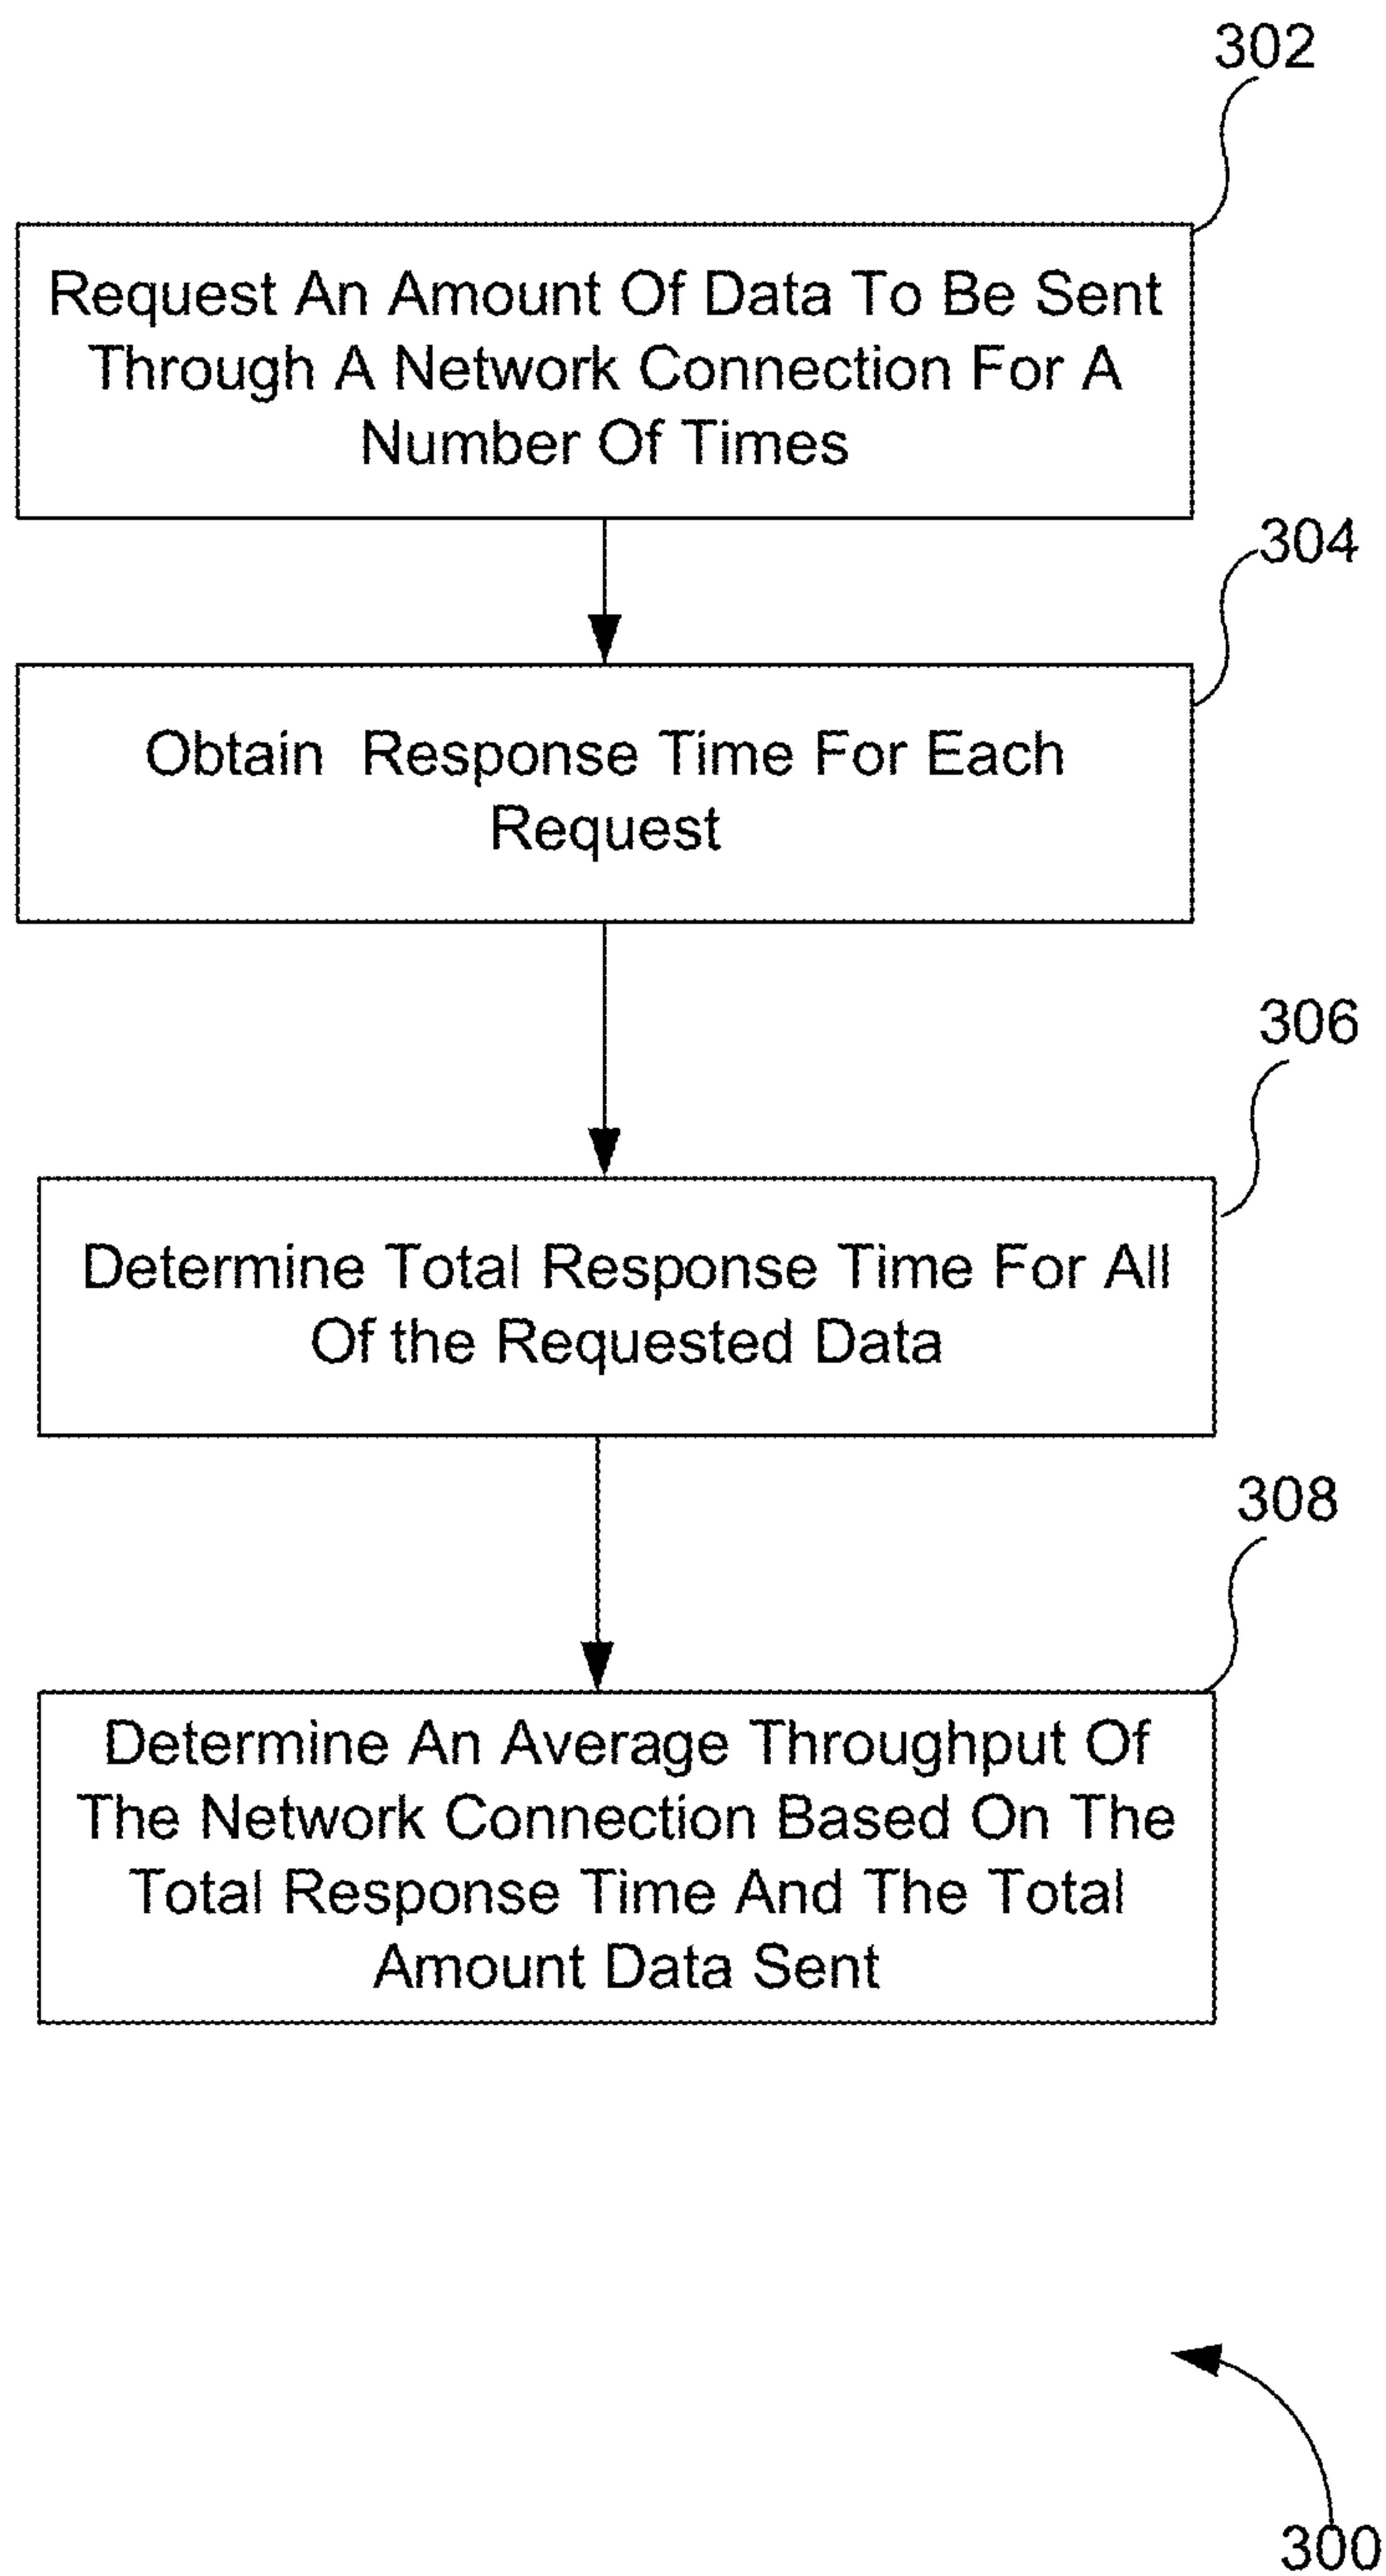 302
Request An Amount Of Data To Be Sent
Through A Network Connection For A
Number Of Times
304
Obtain Response Time For Each
Request
306
Determine Total Response Time For All
Of the Requested Data
308
Determine An Average Throughput Of
The Network Connection Based On The
Total Response Time And The Total
Amount Data Sent
300